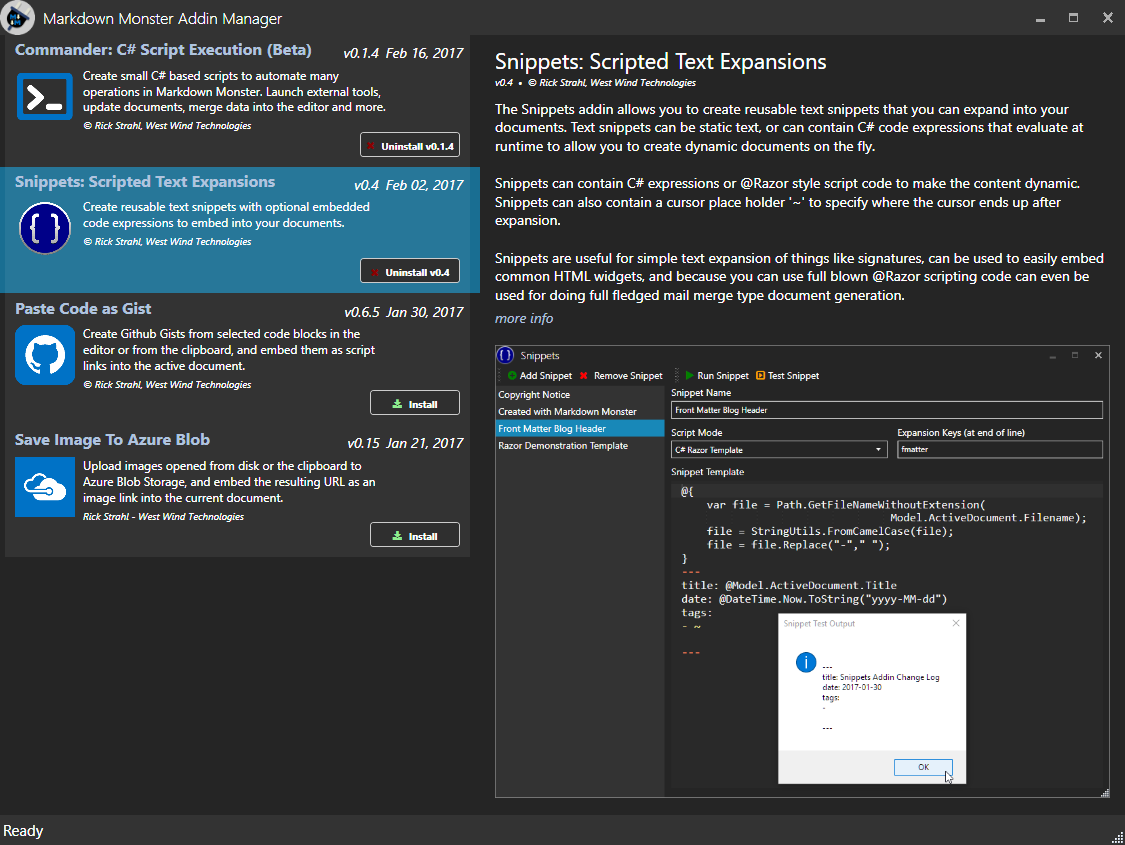 Markdown Monster Addin Manager
Commander: C# Script Execution (Beta)
v0.1.4 Feb 16, 2017
Create small C# based scripts to automate many
operations in Markdown Monster. Launch external tools,
update documents, merge data into the editor and more.
© Rick Strahl, West Wind Technologies
Uninstall v0.1.4
Snippets: Scripted Text Expansions
v0.4 Feb 02, 2017
Create reusable text snippets with optional embedded
code expressions to embed into your documents.
© Rick Strahl, West Wind Technologies
Uninstall v0.4
Paste Code as Gist
v0.6.5 Jan 30, 2017
Create Github Gists from selected code blocks in the
editor or from the clipboard, and embed them as script
links into the active document.
© Rick Strahl, West Wind Technologies
Install
Save Image To Azure Blob
v0.15 Jan 21, 2017
Upload images opened from disk or the clipboard to
Azure Blob Storage, and embed the resulting URL as an
image link into the current document.
Rick Strahl - West Wind Technologies
Install
Snippets: Scripted Text Expansions
v0.4 • © Rick Strahl, West Wind Technologies
The Snippets addin allows you to create reusable text snippets that you can expand into your
documents. Text snippets can be static text, or can contain C# code expressions that evaluate at
runtime to allow you to create dynamic documents on the fly.
Snippets can contain C# expressions or @Razor style script code to make the content dynamic.
Snippets can also contain a cursor place holder '~' to specify where the cursor ends up after
expansion.
Snippets are useful for simple text expansion of things like signatures, can be used to easily embed
common HTML widgets, and because you can use full blown @Razor scripting code can even be
used for doing full fledged mail merge type document generation.
more info
Snippets
Add Snippet Remove Snippet Run Snippet Test Snippet
Copyright Notice
Created with Markdown Monster
Front Matter Blog Header
Razor Demonstration Template
Snippet Name
Front Matter Blog Header
Script Mode
C# Razor Template
Expansion Keys (at end of line)
fmatter
Snippet Template
@{
var file = Path.GetFileNameWithoutExtension(
Model.ActiveDocument.Filename);
file = StringUtils.FromCamelCase(file);
file = file.Replace("-"," ");
}
---
title: @Model.ActiveDocument.Title
date: @DateTime.Now.ToString("yyyy-MM-dd")
tags:
- ~
---
Snippet Test Output
---
title: Snippets Addin Change Log
date: 2017-01-30
tags:
-
---
OK
Ready